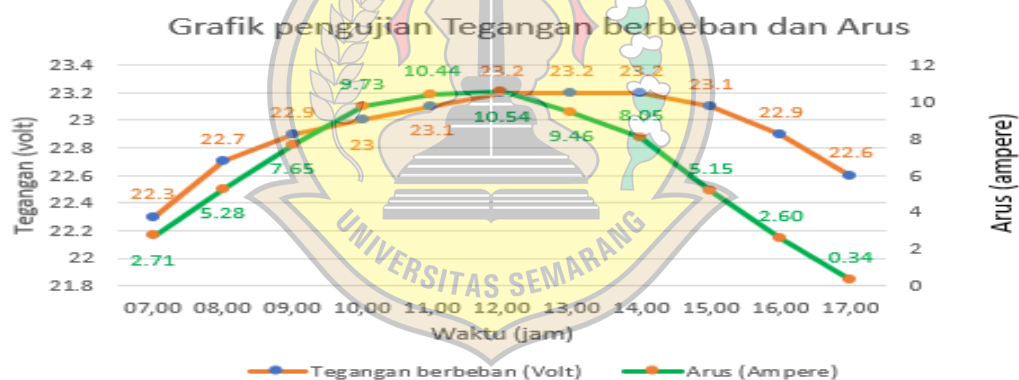 Grafik pengujian Tegangan berbeban dan Arus
23.4 12
23.2 10
23 8
22.8 6
22.6 4
22.4 2
22.2 0
22
21.8
Tegangan (volt)
Arus (ampere)
22.3 22.7 22.9 23 23.1 23.2 23.2 23.2 23.1 22.9 22.6
2.71 5.28 7.65 9.73 10.44 10.54 9.46 8.05 5.15 2.60 0.34
UNIVERSITAS SEMARANG
07,00 08,00 09,00 10,00 11,00 12,00 13,00 14,00 15,00 16,00 17,00
Waktu (jam)
Tegangan berbeban (Volt) Arus (Ampere)